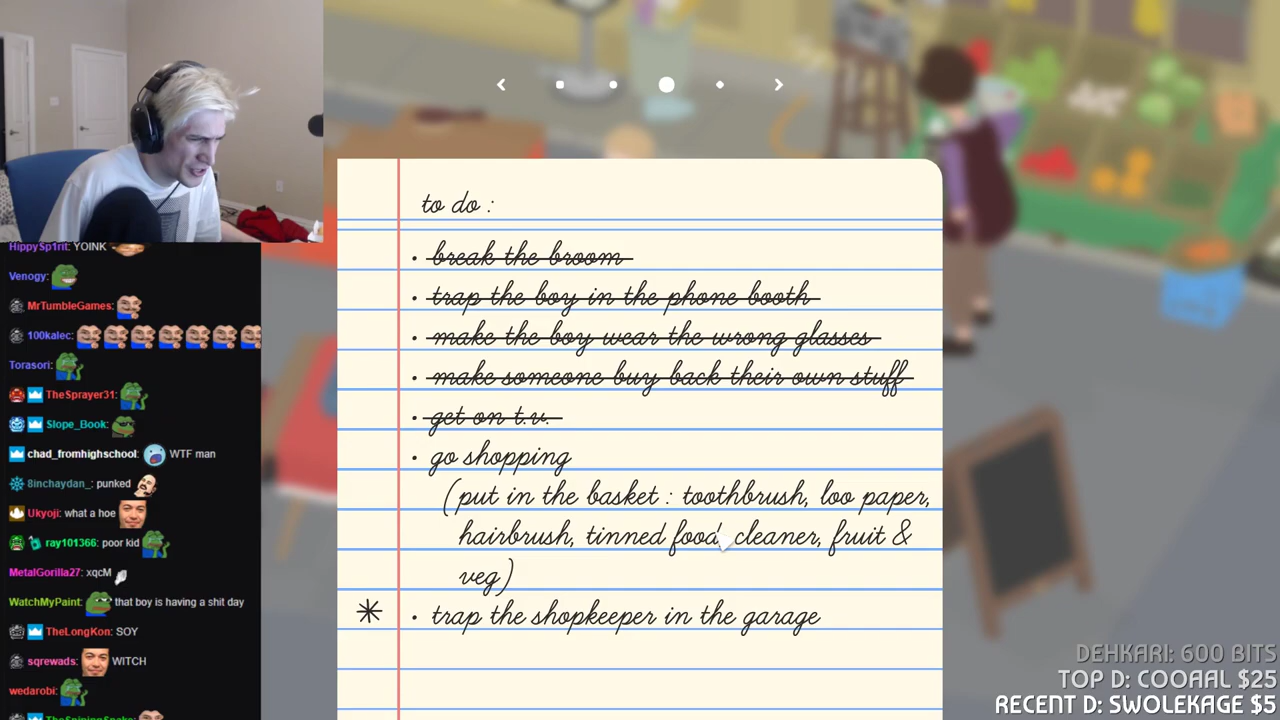 to do :
• break the broom
• trap the boy in the phone booth
• make the boy wear the wrong glasses
• make someone buy back their own stuff
• get on t.v.
• go shopping
(put in the basket : toothbrush, loo paper,
hairbrush, tinned food, cleaner, fruit &
veg)
• trap the shopkeeper in the garage
HippySp1rit: YOINK
Venogy:
MrTumbleGames:
100kalec:
Torasori:
TheSprayer31:
Slope_Book:
chad_fromhighschool: WTF man
8inchaydan_: punked
Ukyoji: what a hoe
ray101366: poor kid
MetalGorilla27: xqcM
WatchMyPaint: that boy is having a shit day
TheLongKon: SOY
sqrewads: WITCH
wedarobi:
DEHKARI: 600 BITS
TOP D: COOAAL $25
RECENT D: SWOLEKAGE $5